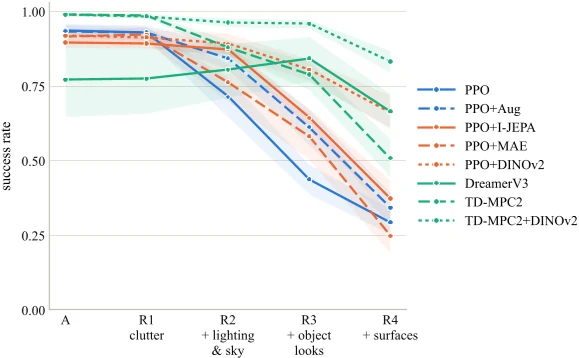 1.00
0.75
0.50
0.25
0.00
success rate
A
R1
clutter
R2
+ lighting
& sky
R3
+ object
looks
R4
+ surfaces
PPO
PPO+Aug
PPO+I-JEPA
PPO+MAE
PPO+DINOv2
DreamerV3
TD-MPC2
TD-MPC2+DINOv2